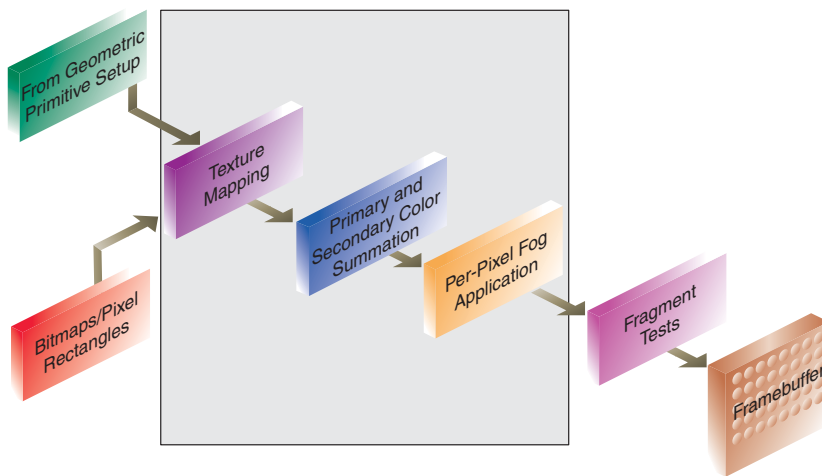 From Geometric
Primitive Setup
Texture
Mapping
Primary and
Secondary Color
Summation
Per-Pixel Fog
Application
Bitmaps/Pixel
Rectangles
Fragment
Tests
Framebuffer